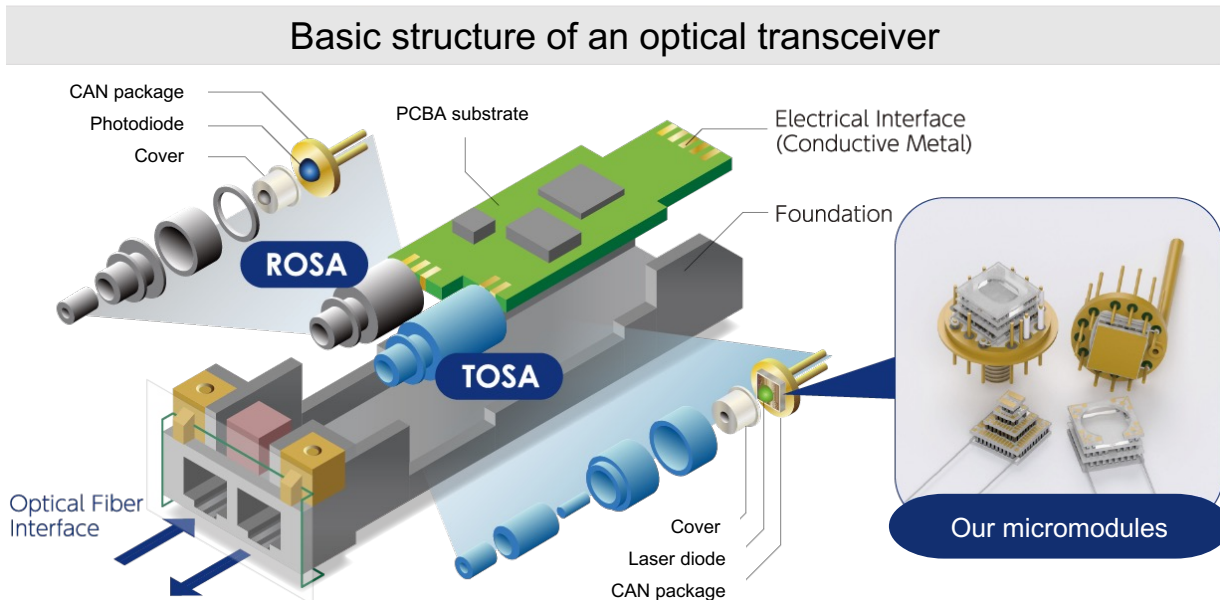 Basic structure of an optical transceiver
CAN package
Photodiode
Cover
PCBA substrate
Electrical Interface
(Conductive Metal)
Foundation
ROSA
TOSA
Optical Fiber
Interface
Cover
Laser diode
CAN package
Our micromodules